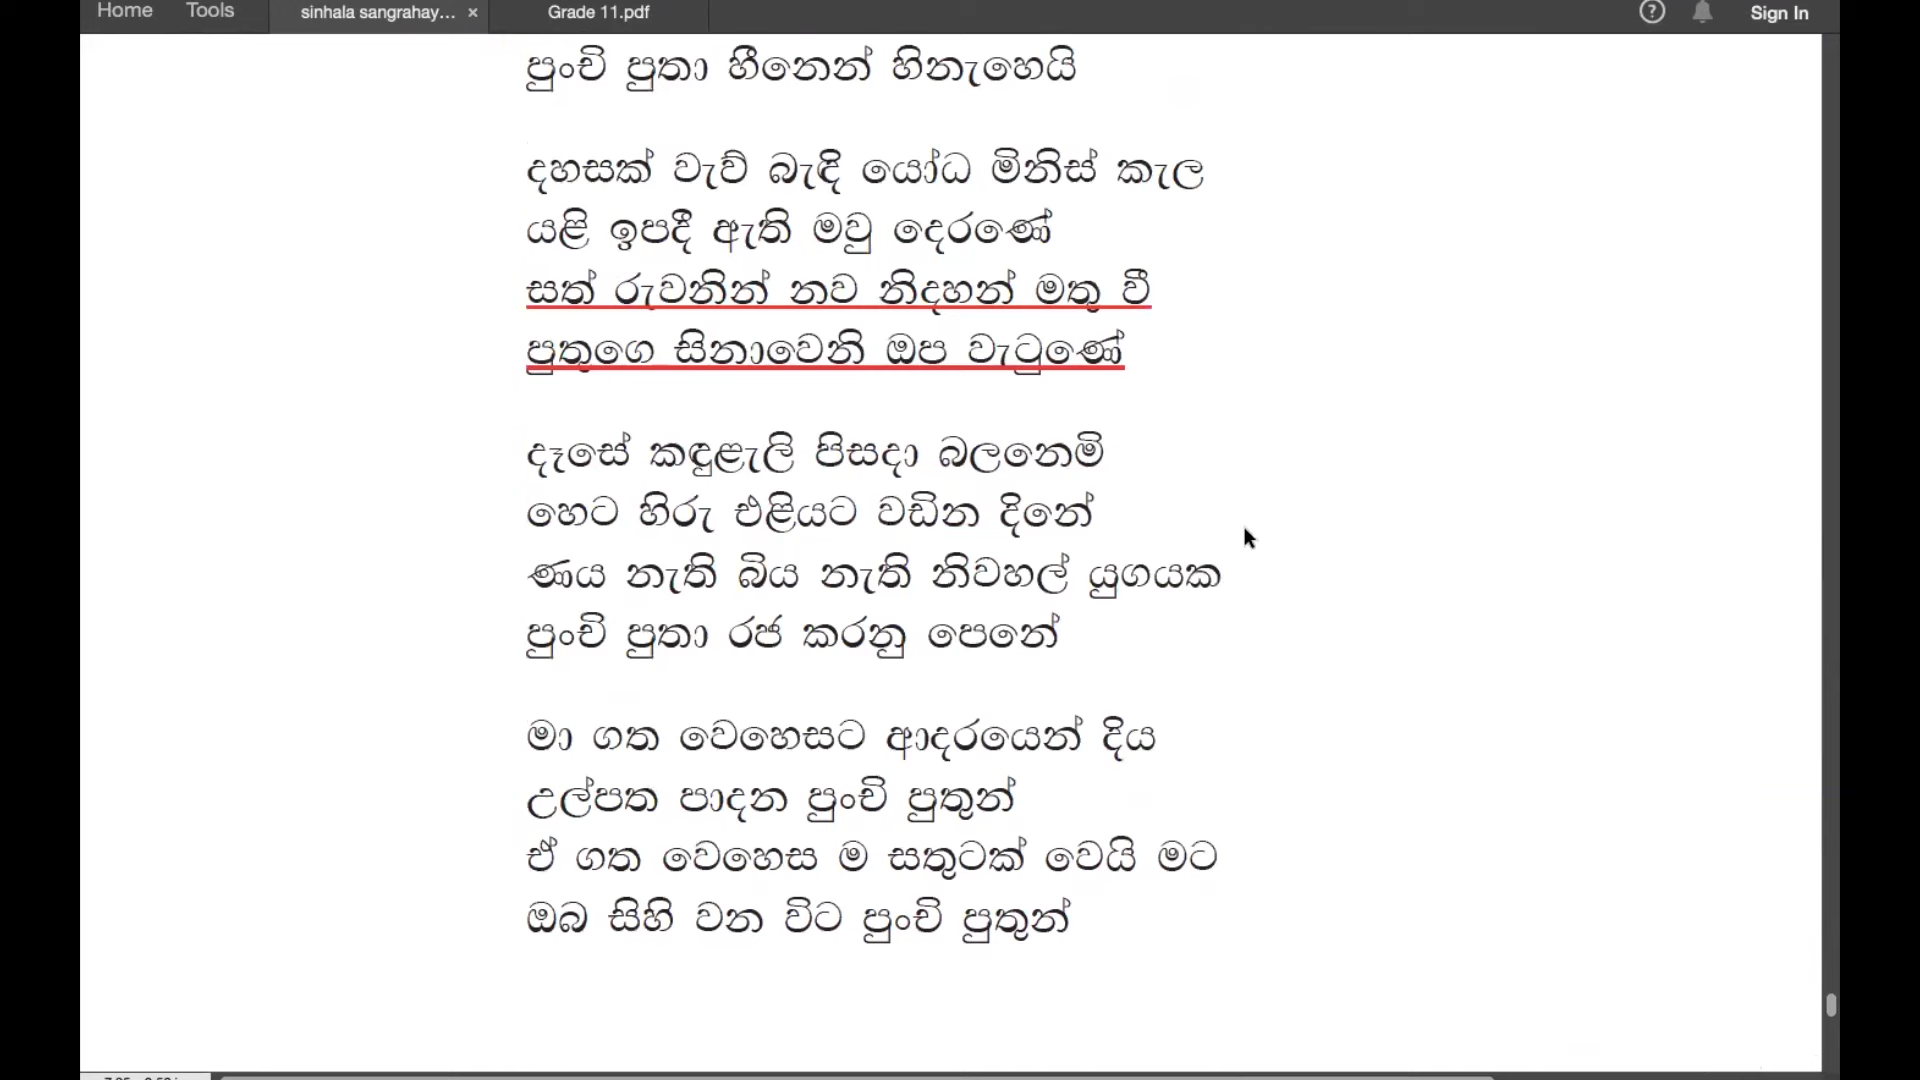 Home Tools sinhala sangrahay... × Grade 11.pdf Sign In
පුංචි පුතා හීනෙන් හිනැහෙයි
දහසක් වැව් බැඳි යෝධ මිනිස් කැල
යළි ඉපදී ඇති මවු දෙරණේ
සත් රුවනින් නව නිදහන් මතු වී
පුතුගෙ සිනාවෙනි ඔප වැටුණේ
දෑසේ කඳුළැලි පිසදා බලනෙමි
හෙට හිරු එළියට වඩින දිනේ
ණය නැති බිය නැති නිවහල් යුගයක
පුංචි පුතා රජ කරනු පෙනේ
මා ගත වෙහෙසට ආදරයෙන් දිය
උල්පත පාදන පුංචි පුතුන්
ඒ ගත වෙහෙස ම සතුටක් වෙයි මට
ඔබ සිහි වන විට පුංචි පුතුන්